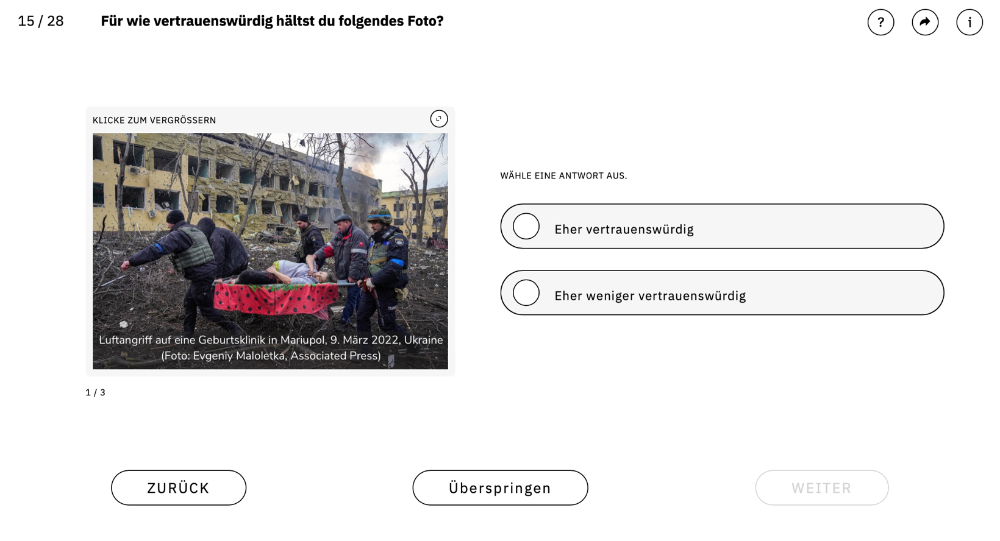 15 / 28
Für wie vertrauenswürdig hältst du folgendes Foto?
?
i
KLICKE ZUM VERGRÖSSERN
Luftangriff auf eine Geburtsklinik in Mariupol, 9. März 2022, Ukraine
(Foto: Evgeniy Maloletka, Associated Press)
1 / 3
WÄHLE EINE ANTWORT AUS.
Eher vertrauenswürdig
Eher weniger vertrauenswürdig
ZURÜCK
Überspringen
WEITER